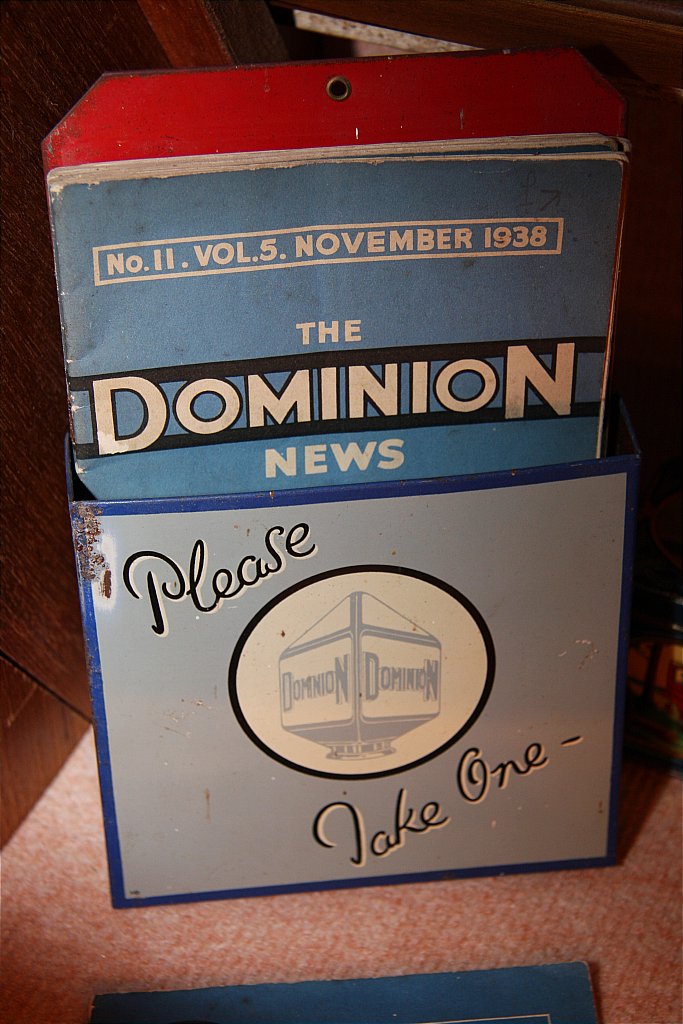 No.11. VOL.5. NOVEMBER 1938
THE
DOMINION
NEWS
Please
DOMINION DOMINION
Take One -